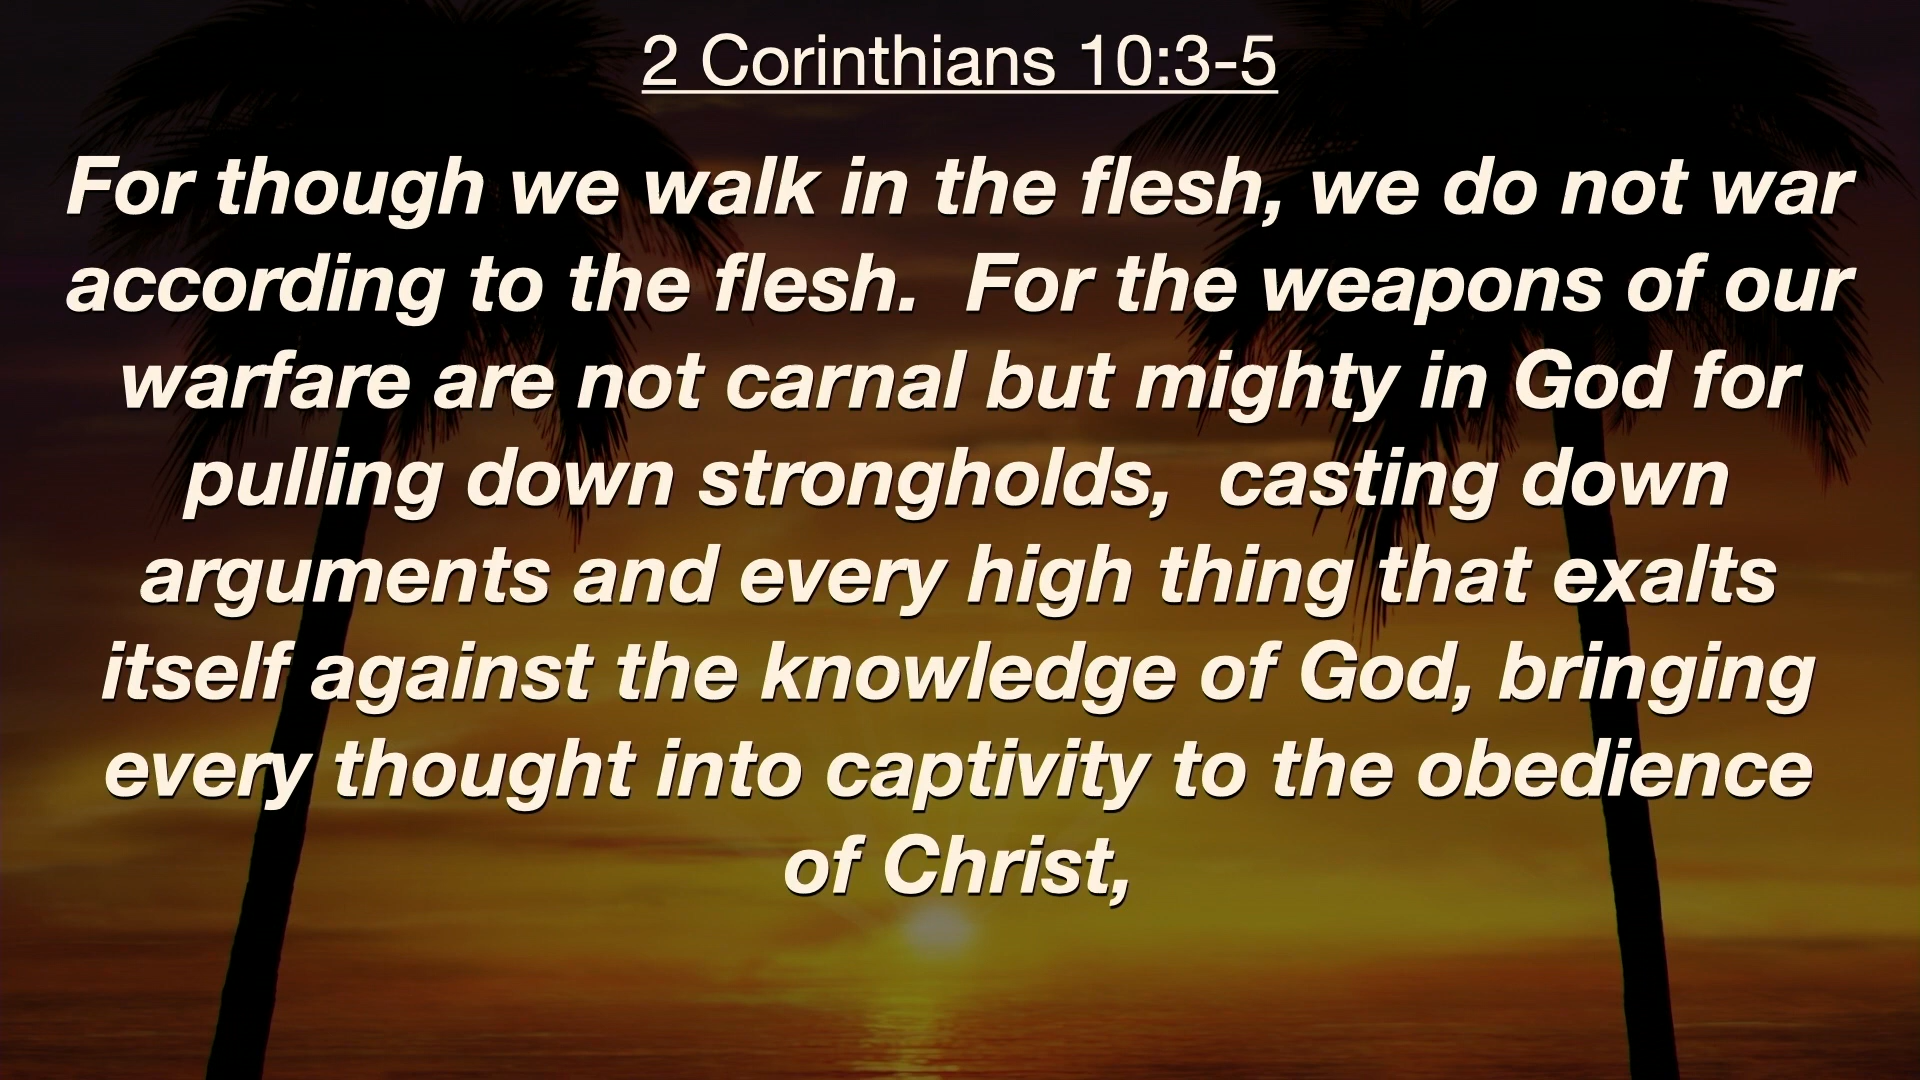 2 Corinthians 10:3-5
For though we walk in the flesh, we do not war
according to the flesh.  For the weapons of our
warfare are not carnal but mighty in God for
pulling down strongholds,  casting down
arguments and every high thing that exalts
itself against the knowledge of God, bringing
every thought into captivity to the obedience
of Christ,